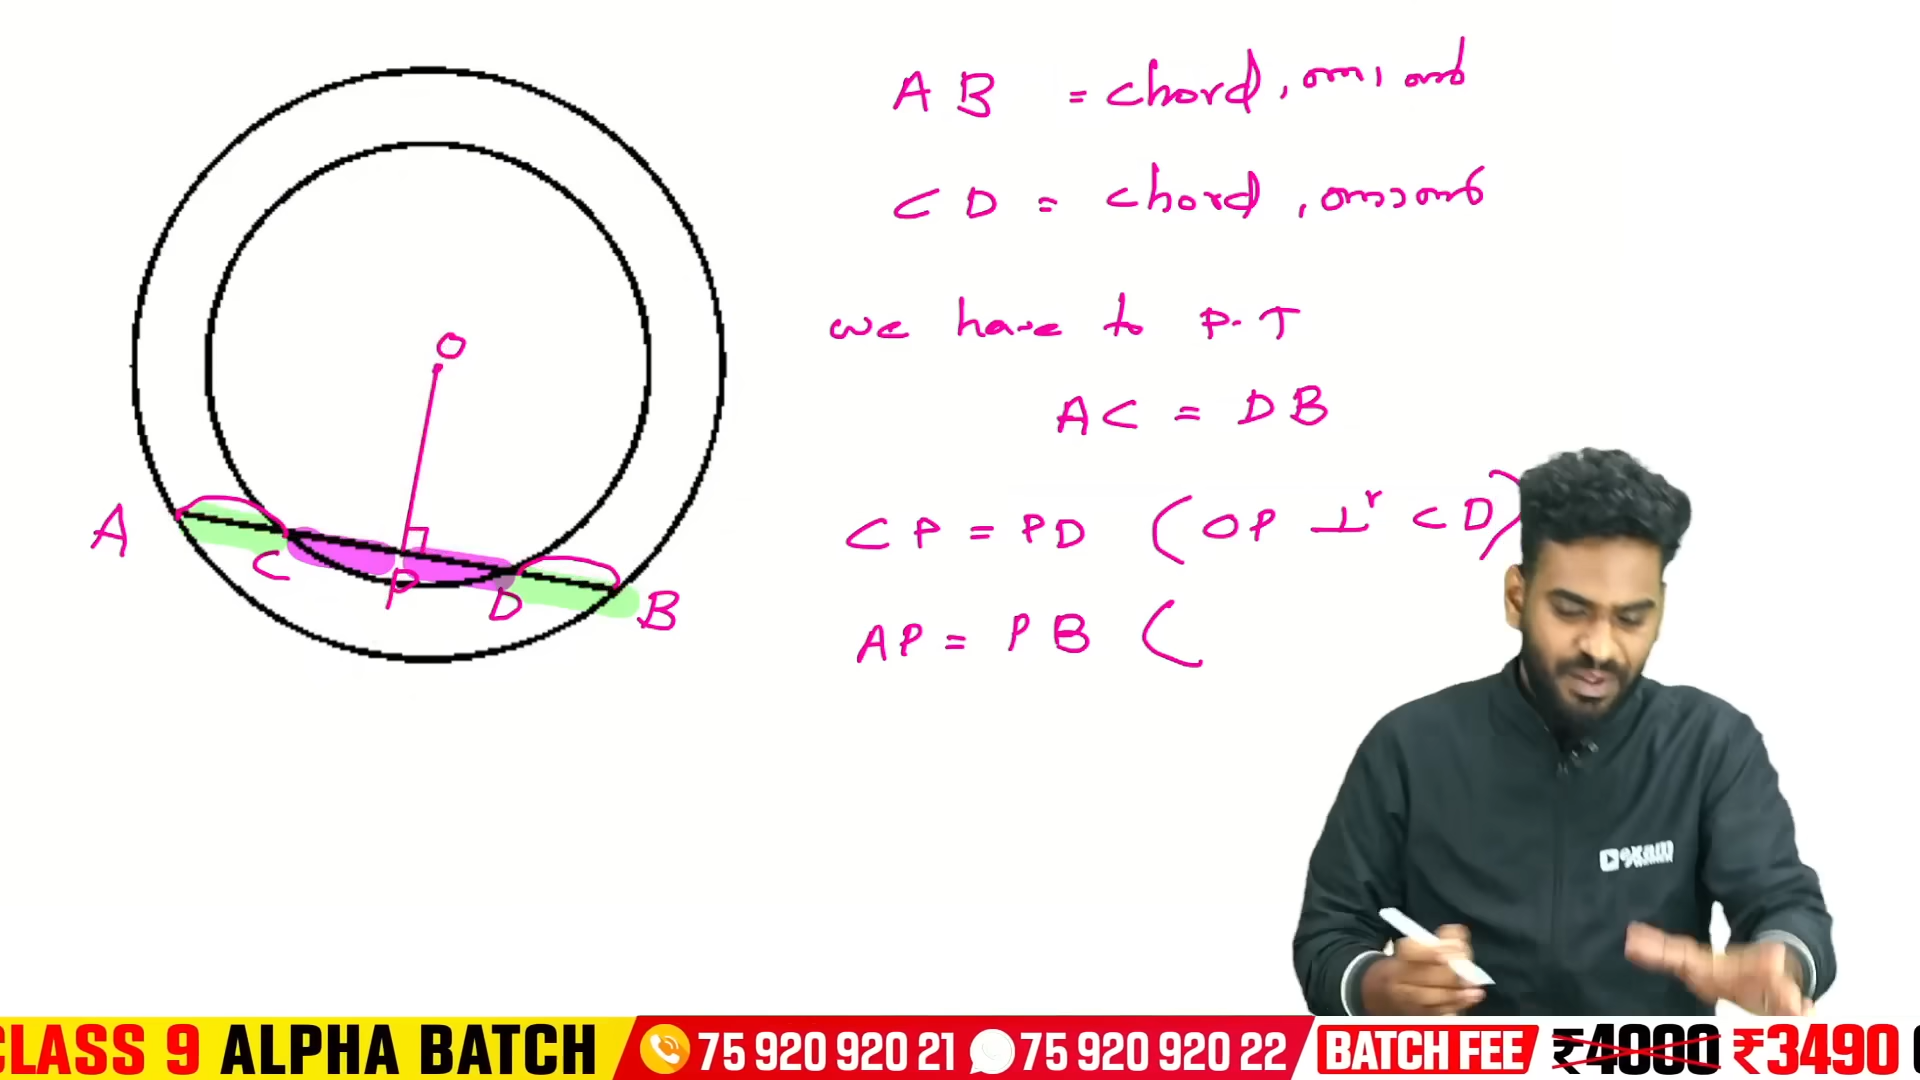 AB = chord, ഞാൺ
CD = chord, ഞാൺ
we have to P.T
AC = DB
CP = PD (OP ⊥r CD)
AP = PB (
O
A
C
P
D
B
exam
CLASS 9 ALPHA BATCH 75 920 920 21 75 920 920 22 BATCH FEE ₹4000 ₹3490